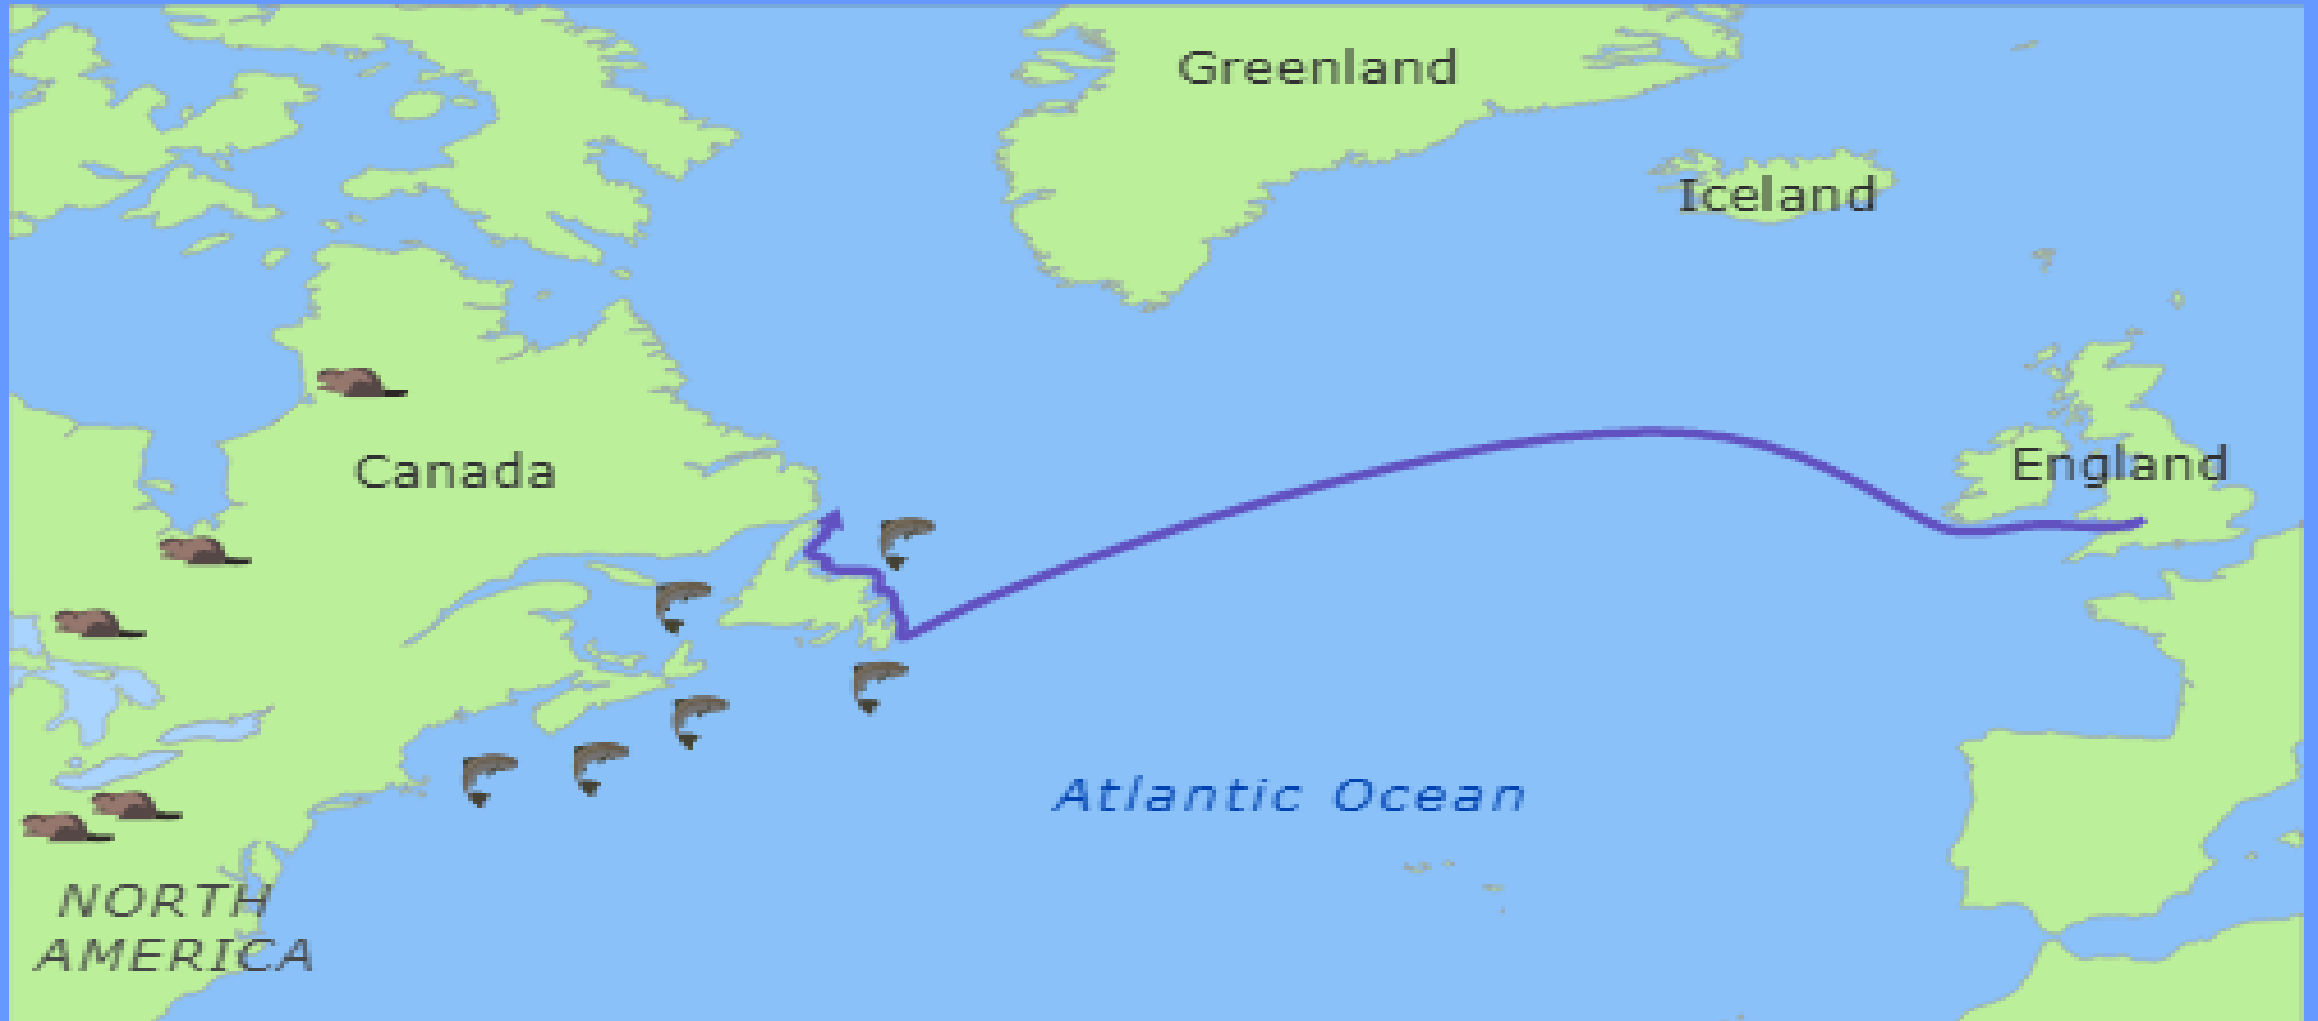 Greenland
Iceland
Canada
England
Atlantic Ocean
NORTH
AMERICA